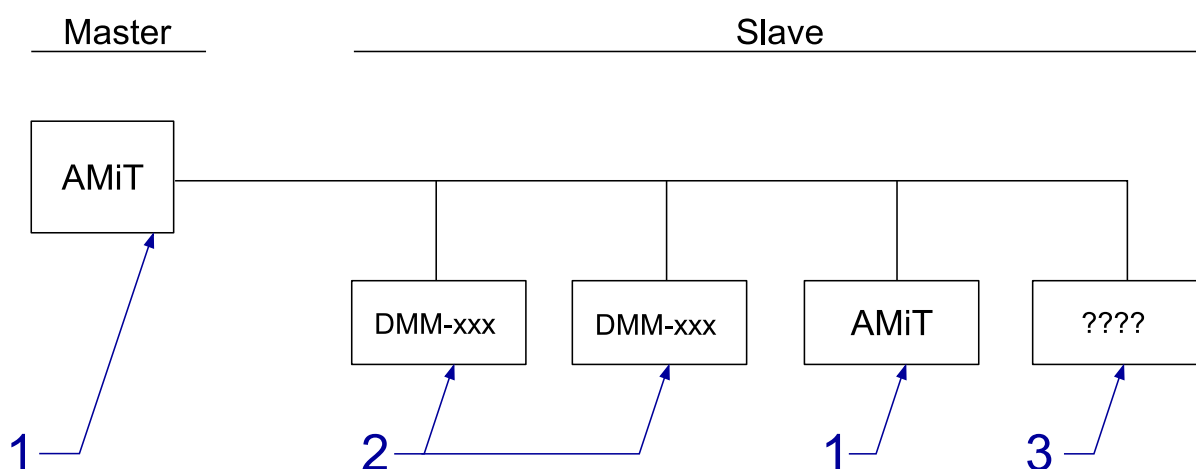 Master
Slave
AMiT
DMM-xxx
DMM-xxx
AMiT
????
1
2
1
3